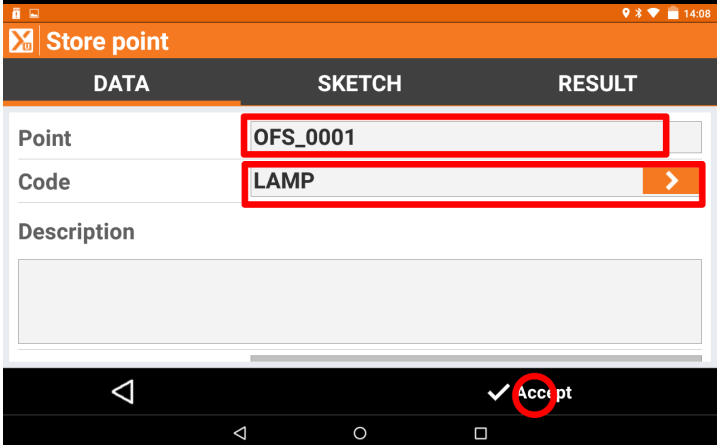 14:08
Store point
DATA SKETCH RESULT
Point OFS_0001
Code LAMP
Description
Accept